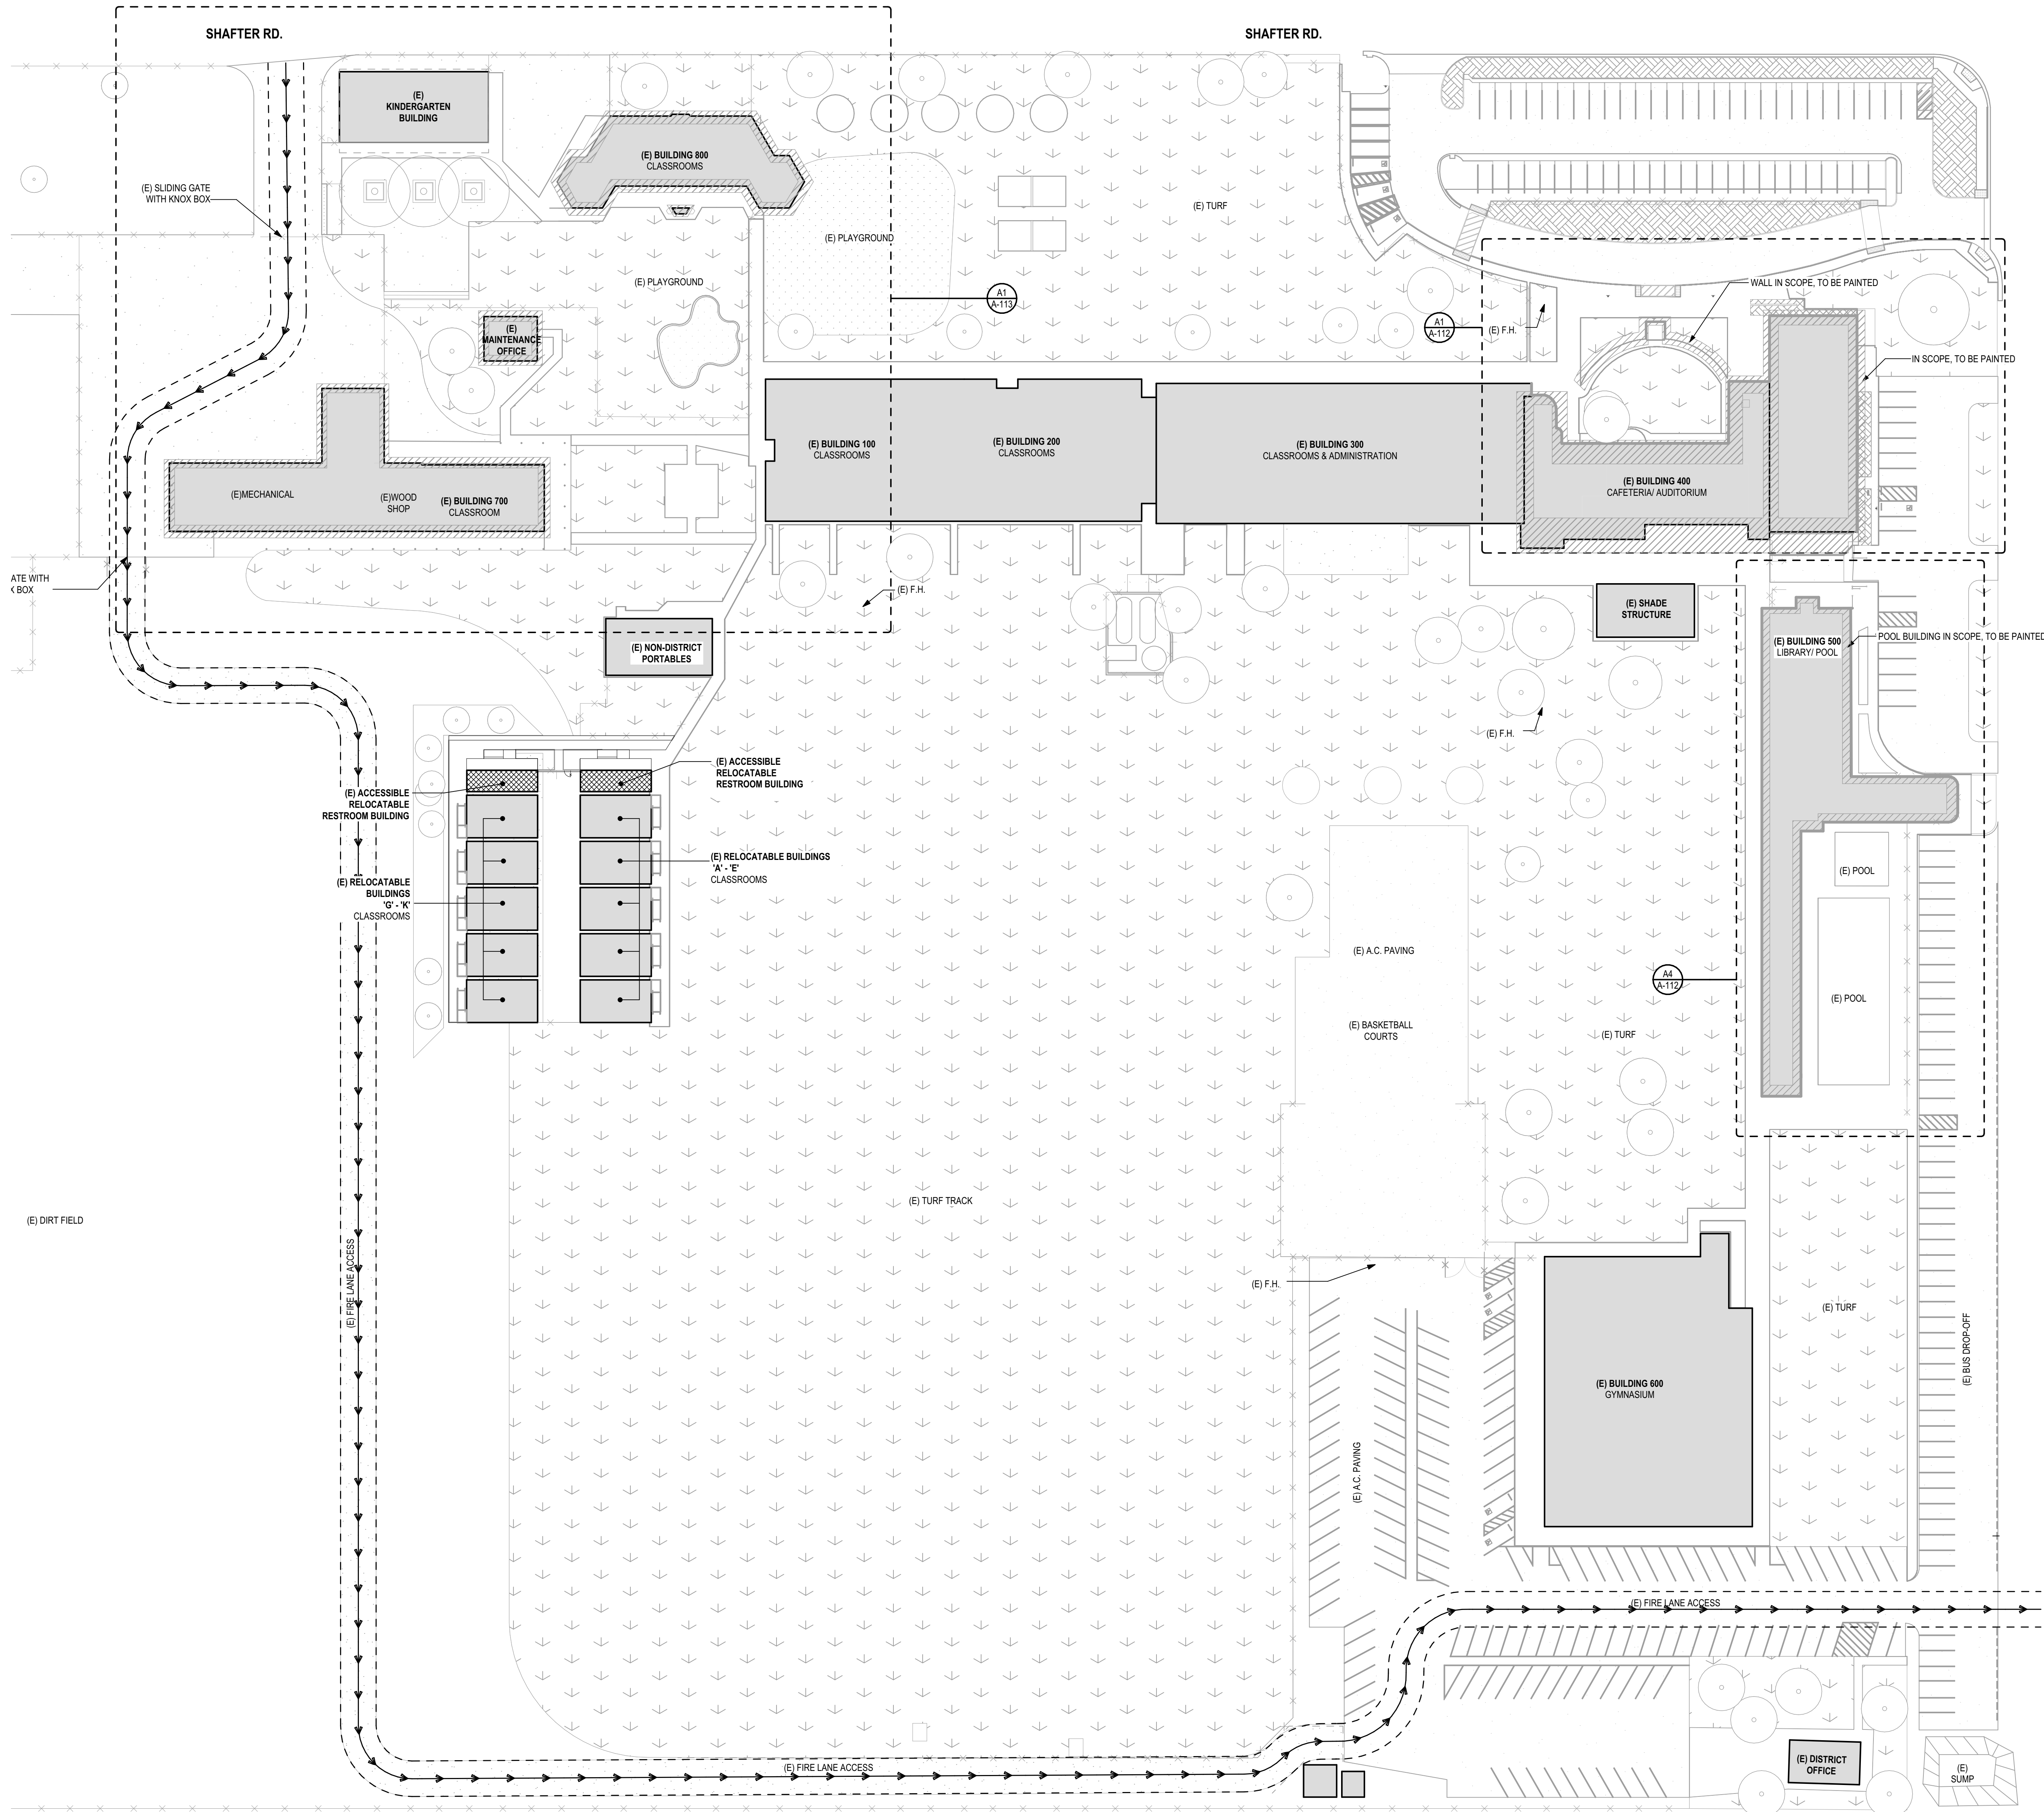 SHAFTER RD.
SHAFTER RD.
(E)
KINDERGARTEN
BUILDING
(E) BUILDING 800
CLASSROOMS
(E) SLIDING GATE
WITH KNOX BOX
(E) TURF
(E) PLAYGROUND
(E) PLAYGROUND
WALL IN SCOPE, TO BE PAINTED
A1
A-113
A1
A-112
(E) F.H.
(E)
MAINTENANCE
OFFICE
IN SCOPE, TO BE PAINTED
(E) BUILDING 100
CLASSROOMS
(E) BUILDING 200
CLASSROOMS
(E) BUILDING 300
CLASSROOMS & ADMINISTRATION
(E) BUILDING 400
CAFETERIA/ AUDITORIUM
(E)MECHANICAL
(E)WOOD
SHOP
(E) BUILDING 700
CLASSROOM
ATE WITH
K BOX
(E) F.H.
(E) SHADE
STRUCTURE
(E) BUILDING 500
LIBRARY/ POOL
POOL BUILDING IN SCOPE, TO BE PAINTED
(E) NON-DISTRICT
PORTABLES
(E) F.H.
(E) ACCESSIBLE
RELOCATABLE
RESTROOM BUILDING
(E) ACCESSIBLE
RELOCATABLE
RESTROOM BUILDING
(E) RELOCATABLE BUILDINGS
'A' - 'E'
CLASSROOMS
(E) RELOCATABLE
BUILDINGS
'G' - 'K'
CLASSROOMS
(E) POOL
(E) A.C. PAVING
A4
A-112
(E) POOL
(E) BASKETBALL
COURTS
(E) TURF
(E) TURF TRACK
(E) DIRT FIELD
(E) FIRE LANE ACCESS
(E) F.H.
(E) TURF
(E) BUS DROP-OFF
(E) BUILDING 600
GYMNASIUM
(E) A.C. PAVING
(E) FIRE LANE ACCESS
(E) FIRE LANE ACCESS
(E) DISTRICT
OFFICE
(E)
SUMP